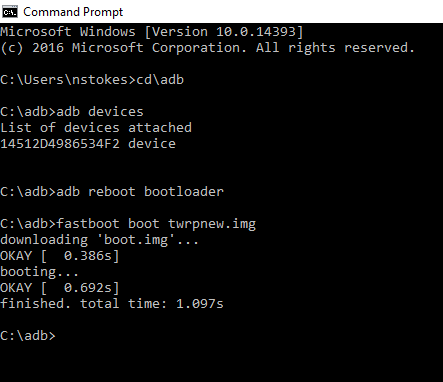 Command Prompt
Microsoft Windows [Version 10.0.14393]
(c) 2016 Microsoft Corporation. All rights reserved.
C:\Users\nstokes>cd\adb
C:\adb>adb devices
List of devices attached
14512D4986534F2 device
C:\adb>adb reboot bootloader
C:\adb>fastboot boot twrpnew.img
downloading 'boot.img'...
OKAY [  0.386s]
booting...
OKAY [  0.692s]
finished. total time: 1.097s
C:\adb>